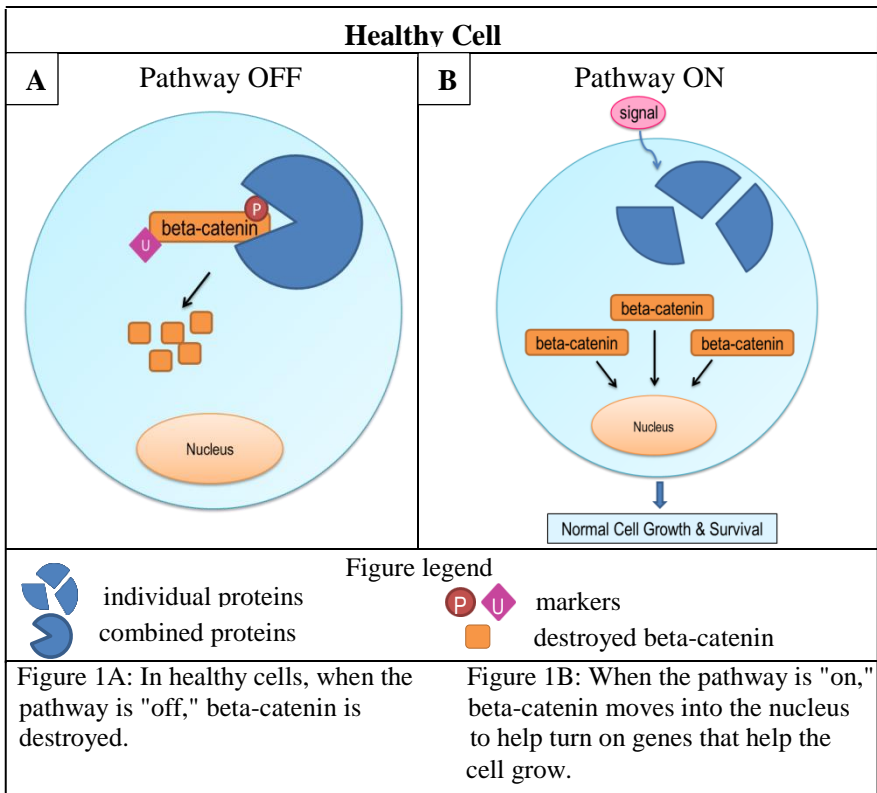 Healthy Cell
A
Pathway OFF
P
beta-catenin
U
Nucleus
B
Pathway ON
signal
beta-catenin
beta-catenin
beta-catenin
Nucleus
Normal Cell Growth & Survival
Figure legend
individual proteins
combined proteins
P U markers
destroyed beta-catenin
Figure 1A: In healthy cells, when the
pathway is "off," beta-catenin is
destroyed.
Figure 1B: When the pathway is "on,"
beta-catenin moves into the nucleus
to help turn on genes that help the
cell grow.